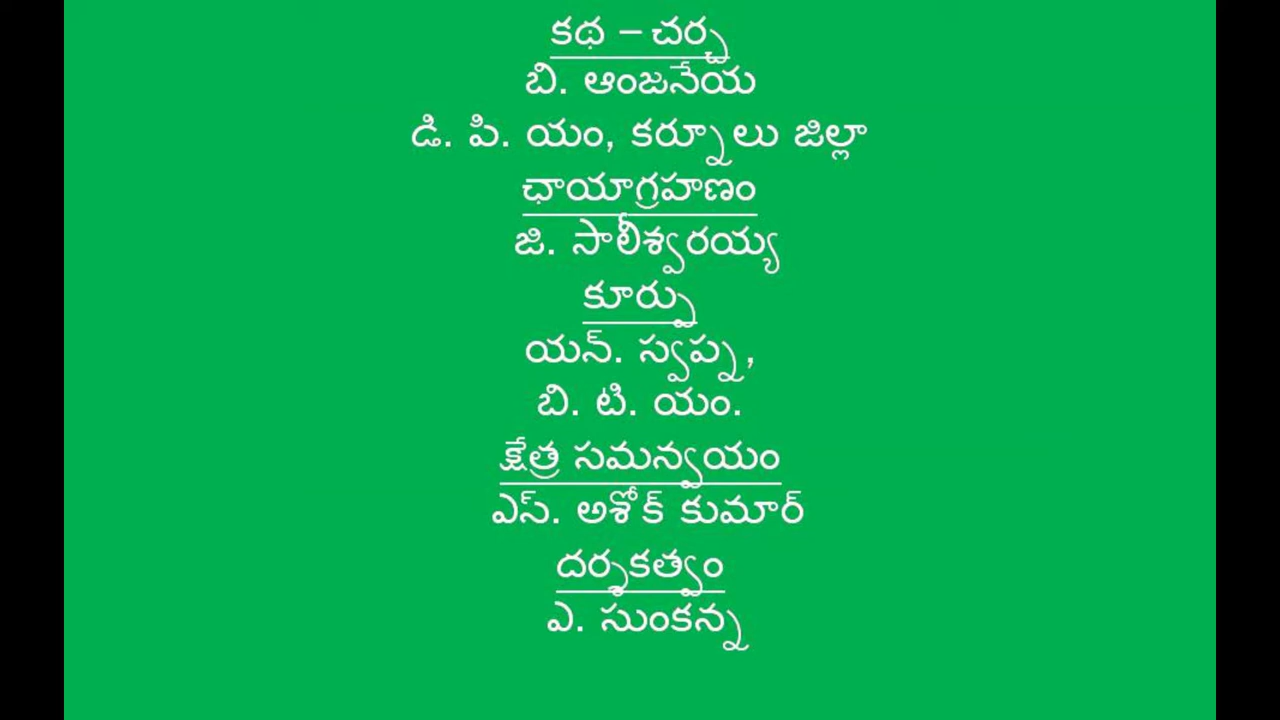 కథ – చర్చ
బి. ఆంజనేయ
డి. పి. యం, కర్నూలు జిల్లా
ఛాయాగ్రహణం
జి. సాలీశ్వరయ్య
కూర్పు
యన్. స్వప్న,
బి. టి. యం.
క్షేత్ర సమన్వయం
ఎస్. అశోక్ కుమార్
దర్శకత్వం
ఎ. సుంకన్న